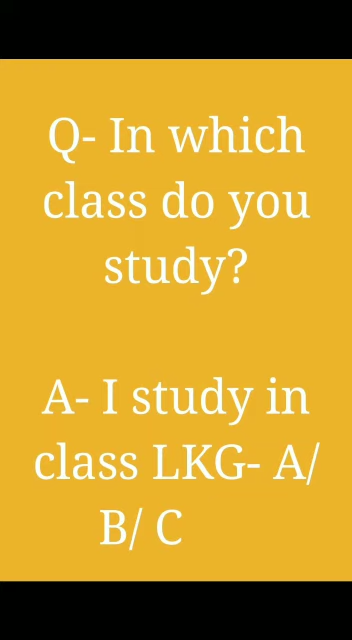 Q- In which
class do you
study?
A- I study in
class LKG- A/
B/ C